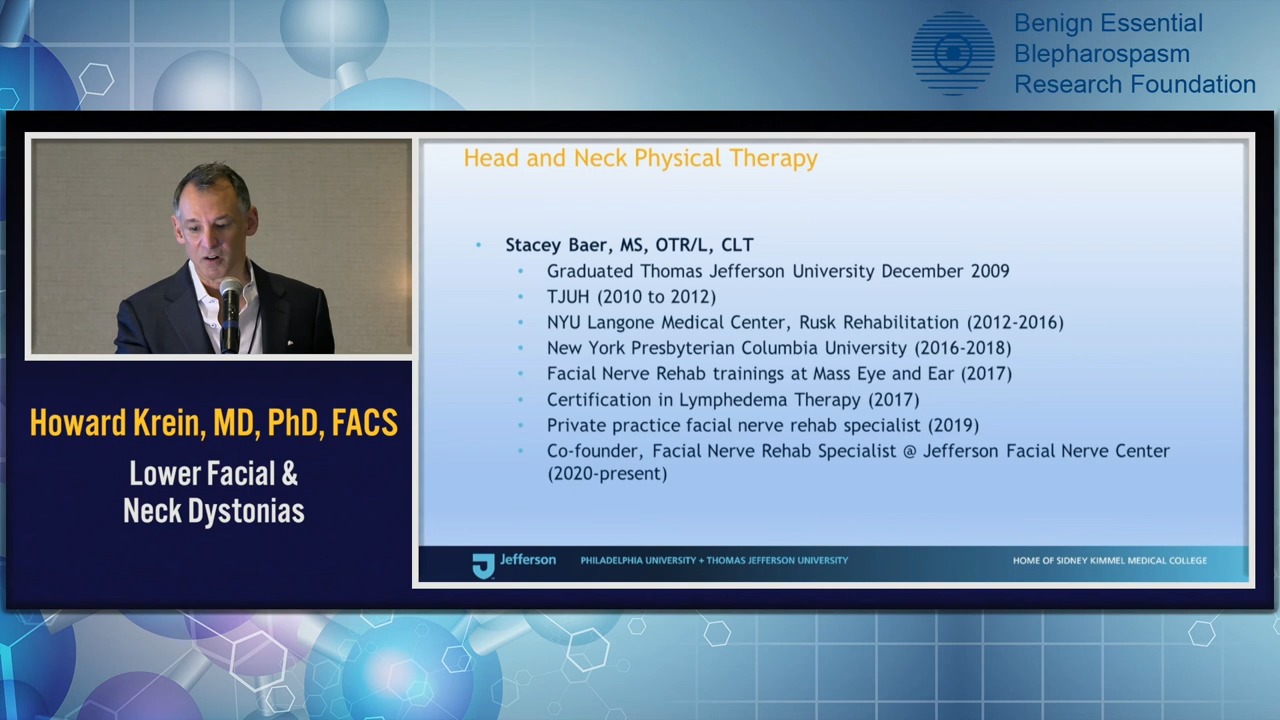 Benign Essential
Blepharospasm
Research Foundation
Head and Neck Physical Therapy
• Stacey Baer, MS, OTR/L, CLT
• Graduated Thomas Jefferson University December 2009
• TJUH (2010 to 2012)
• NYU Langone Medical Center, Rusk Rehabilitation (2012-2016)
• New York Presbyterian Columbia University (2016-2018)
• Facial Nerve Rehab trainings at Mass Eye and Ear (2017)
• Certification in Lymphedema Therapy (2017)
• Private practice facial nerve rehab specialist (2019)
• Co-founder, Facial Nerve Rehab Specialist @ Jefferson Facial Nerve Center
(2020-present)
Jefferson PHILADELPHIA UNIVERSITY + THOMAS JEFFERSON UNIVERSITY HOME OF SIDNEY KIMMEL MEDICAL COLLEGE
Howard Krein, MD, PhD, FACS
Lower Facial &
Neck Dystonias